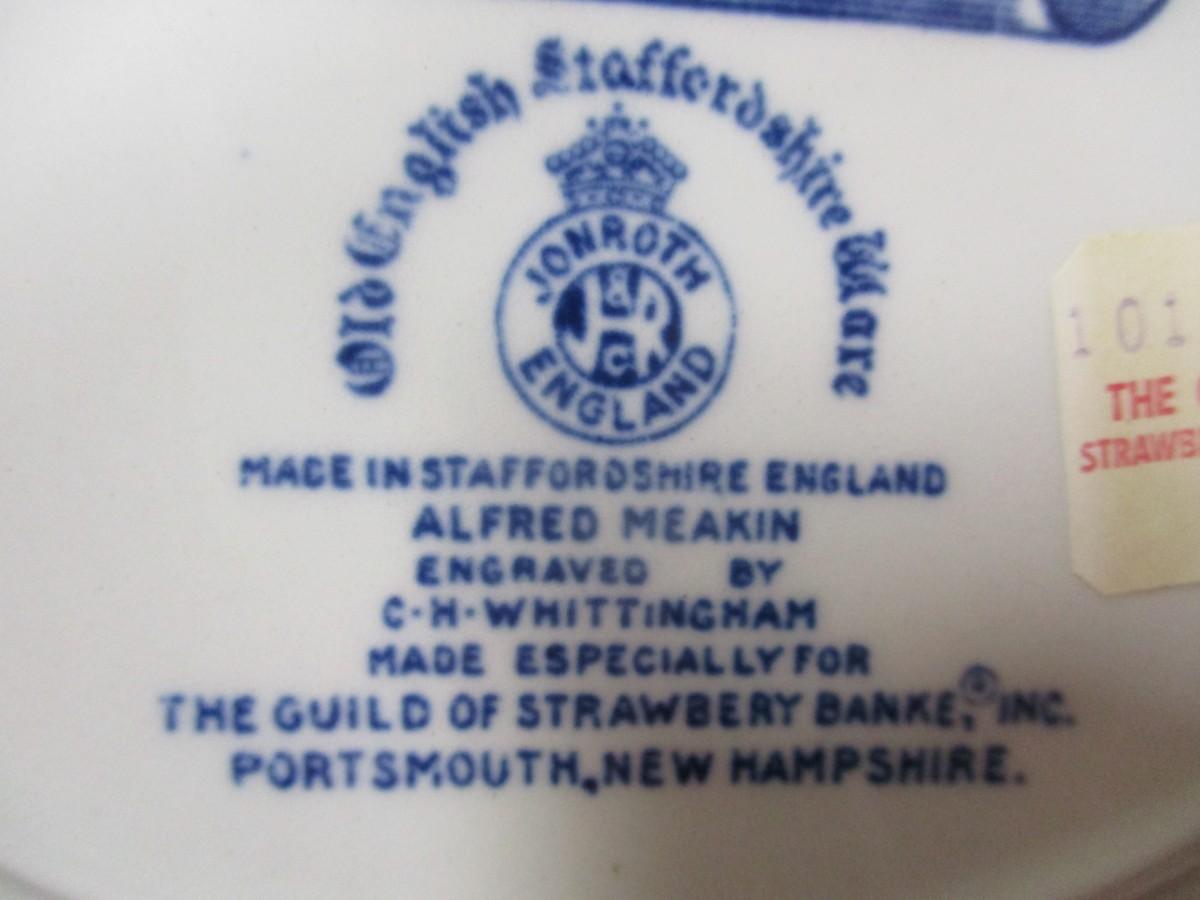 Old English Staffordshire Ware
JONROTH
ENGLAND
MADE IN STAFFORDSHIRE ENGLAND
ALFRED MEAKIN
ENGRAVED BY
C·H·WHITTINGHAM
MADE ESPECIALLY FOR
THE GUILD OF STRAWBERY BANKE, © INC.
PORTSMOUTH, NEW HAMPSHIRE.
101
THE